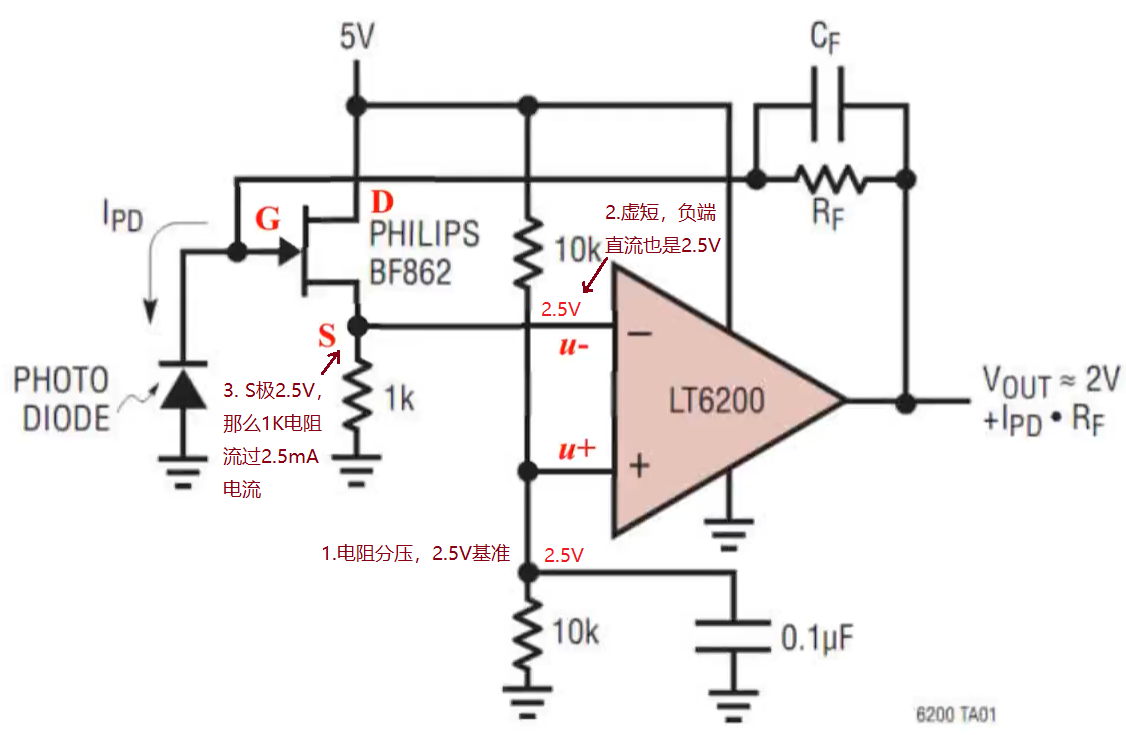 5V
CF
IPD
G
D
PHILIPS
BF862
10k
2.虚短，负端
直流也是2.5V
RF
2.5V
S
u-
−
PHOTO
DIODE
3. S极2.5V，
那么1K电阻
流过2.5mA
电流
1k
LT6200
VOUT ≈ 2V
+IPD • RF
u+
+
1.电阻分压，2.5V基准
2.5V
10k
0.1µF
6200 TA01